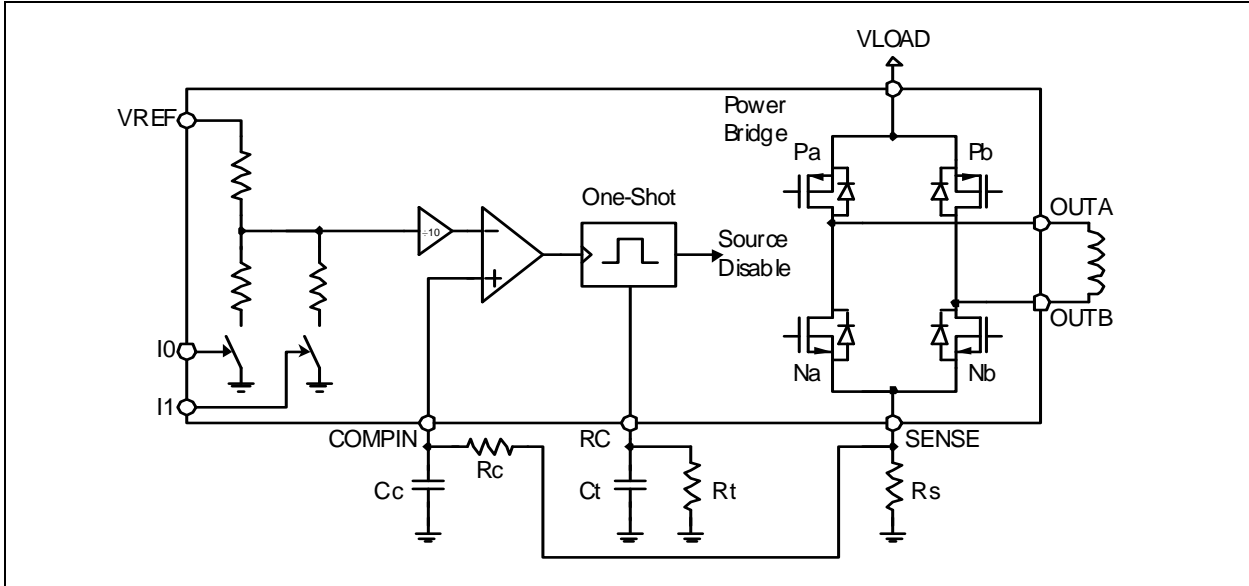 VLOAD
VREF
Power
Bridge
Pa
Pb
One-Shot
OUTA
÷10
−
+
Source
Disable
OUTB
I0
I1
Na
Nb
COMPIN
RC
SENSE
Rc
Cc
Ct
Rt
Rs